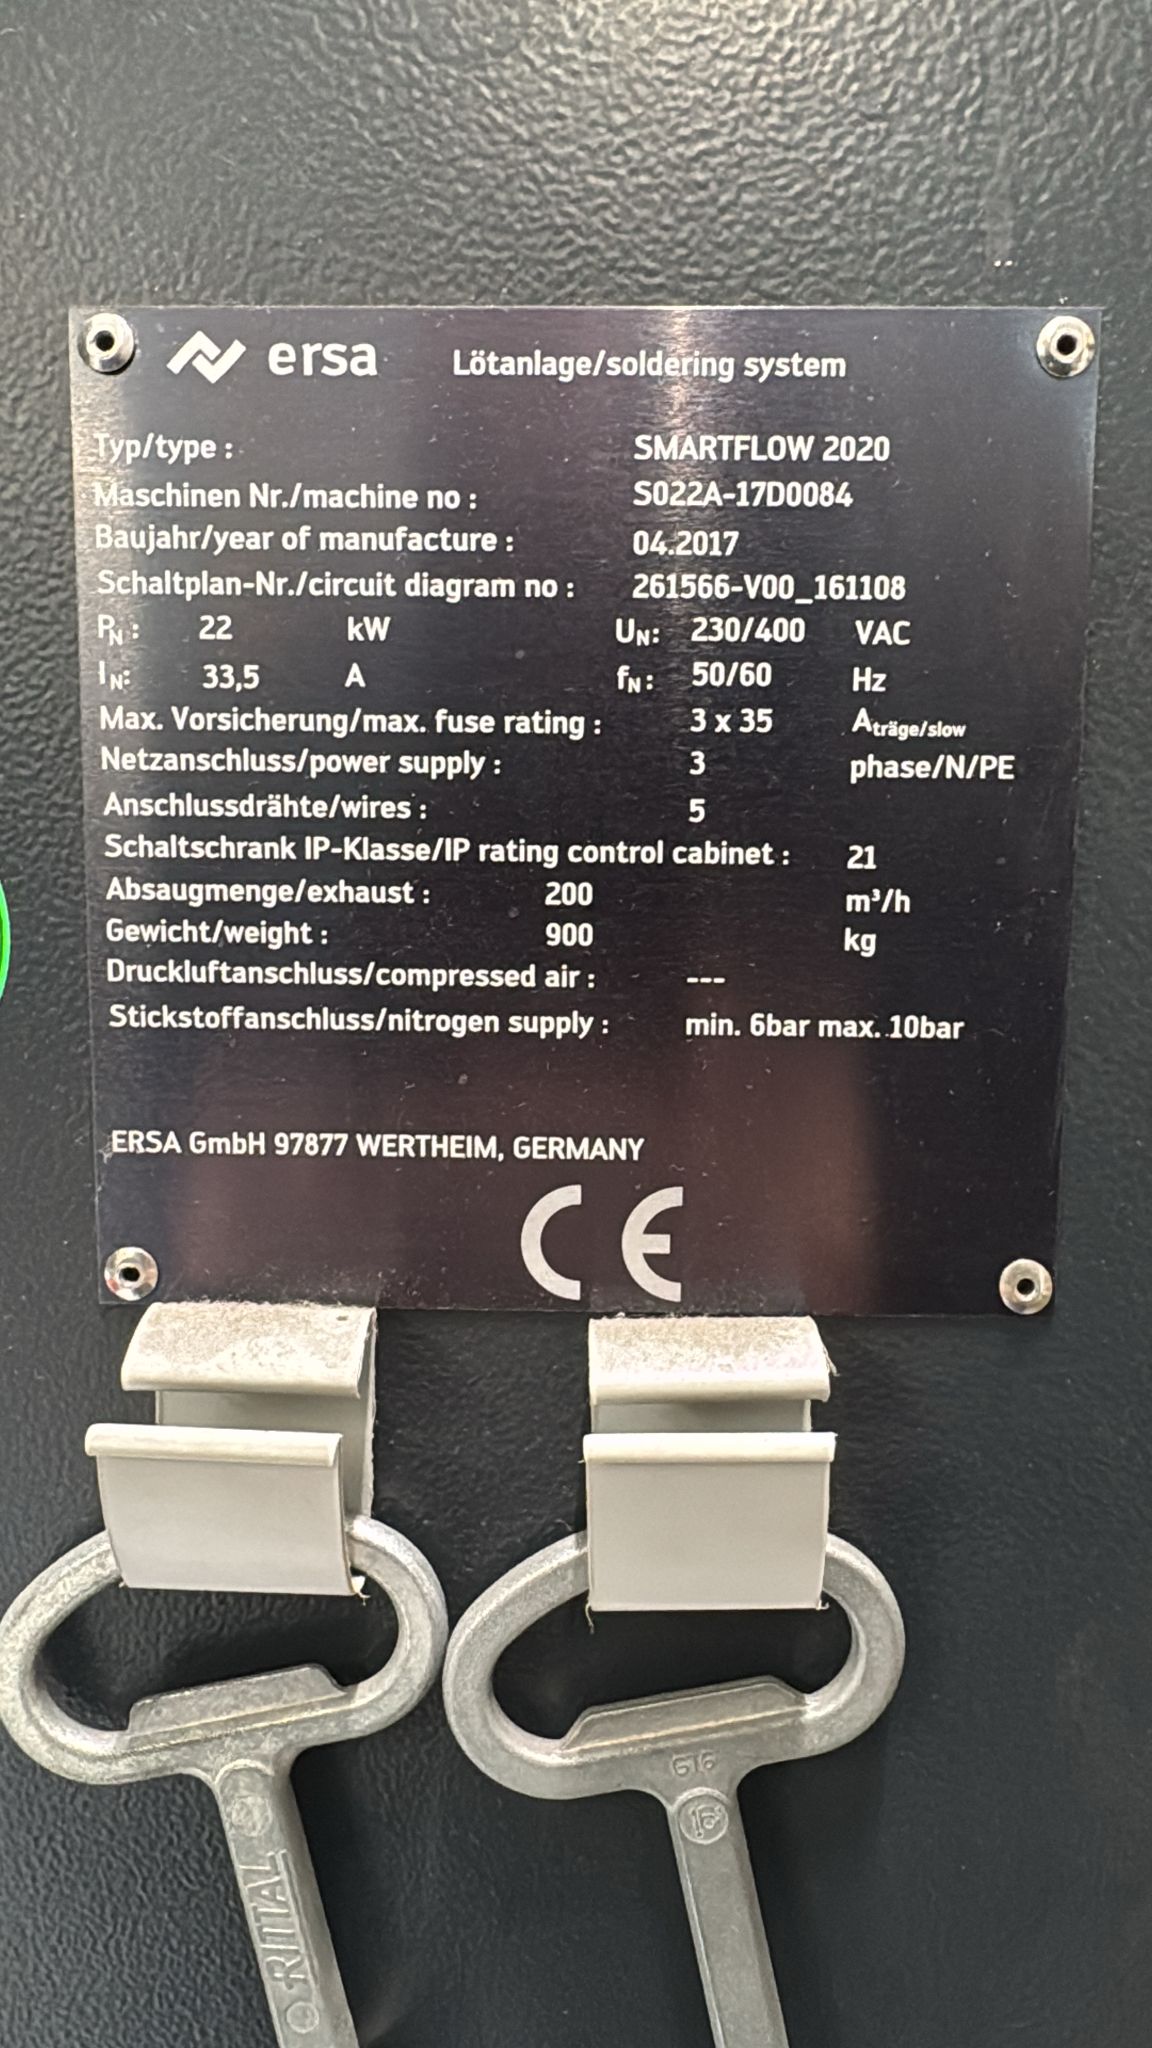 ersa Lötanlage/soldering system
Typ/type : SMARTFLOW 2020
Maschinen Nr./machine no : S022A-17D0084
Baujahr/year of manufacture : 04.2017
Schaltplan-Nr./circuit diagram no : 261566-V00_161108
PN : 22 kW UN: 230/400 VAC
IN: 33,5 A fN: 50/60 Hz
Max. Vorsicherung/max. fuse rating : 3 x 35 Aträge/slow
Netzanschluss/power supply : 3 phase/N/PE
Anschlussdrähte/wires : 5
Schaltschrank IP-Klasse/IP rating control cabinet : 21
Absaugmenge/exhaust : 200 m³/h
Gewicht/weight : 900 kg
Druckluftanschluss/compressed air : ---
Stickstoffanschluss/nitrogen supply : min. 6bar max. 10bar
ERSA GmbH 97877 WERTHEIM, GERMANY
CE
RITTAL